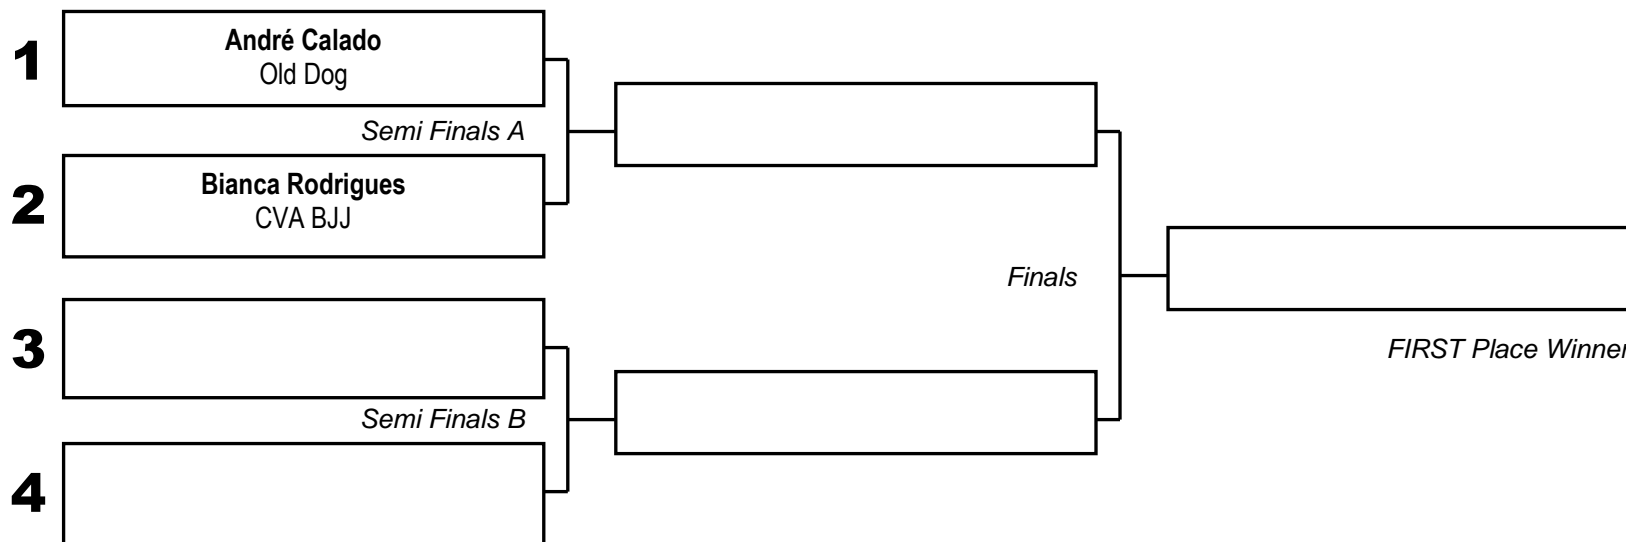 1
André Calado
Old Dog
Semi Finals A
2
Bianca Rodrigues
CVA BJJ
Finals
3
FIRST Place Winner
Semi Finals B
4